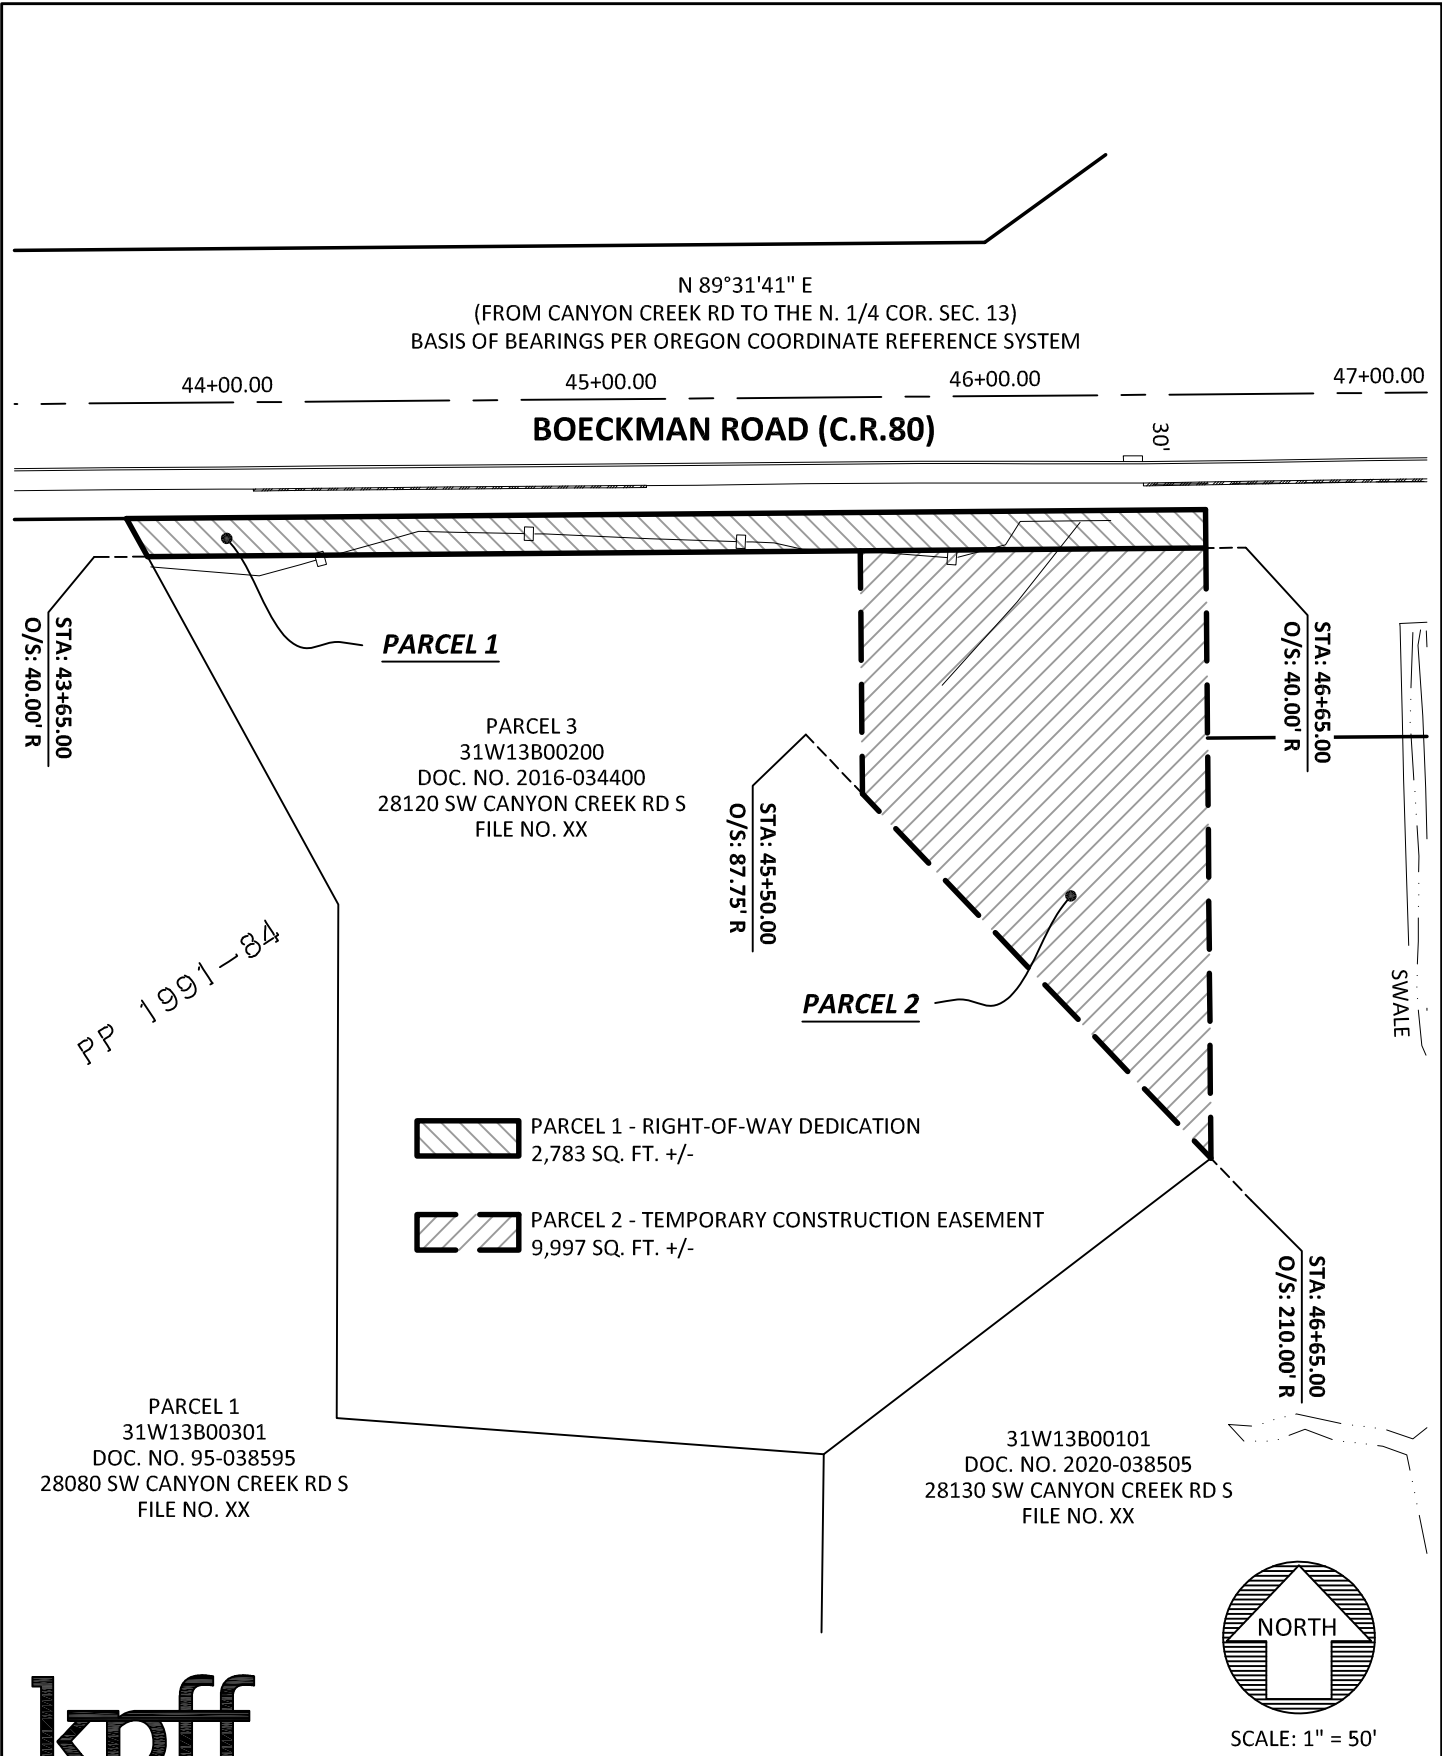 N 89°31'41" E
(FROM CANYON CREEK RD TO THE N. 1/4 COR. SEC. 13)
BASIS OF BEARINGS PER OREGON COORDINATE REFERENCE SYSTEM
44+00.00
45+00.00
46+00.00
47+00.00
BOECKMAN ROAD (C.R.80)
30'
STA: 43+65.00
O/S: 40.00' R
PARCEL 1
STA: 46+65.00
O/S: 40.00' R
PARCEL 3
31W13B00200
DOC. NO. 2016-034400
28120 SW CANYON CREEK RD S
FILE NO. XX
STA: 45+50.00
O/S: 87.75' R
PP 1991-84
PARCEL 2
SWALE
PARCEL 1 - RIGHT-OF-WAY DEDICATION
2,783 SQ. FT. +/-
PARCEL 2 - TEMPORARY CONSTRUCTION EASEMENT
9,997 SQ. FT. +/-
STA: 46+65.00
O/S: 210.00' R
PARCEL 1
31W13B00301
DOC. NO. 95-038595
28080 SW CANYON CREEK RD S
FILE NO. XX
31W13B00101
DOC. NO. 2020-038505
28130 SW CANYON CREEK RD S
FILE NO. XX
NORTH
SCALE: 1" = 50'
kpff